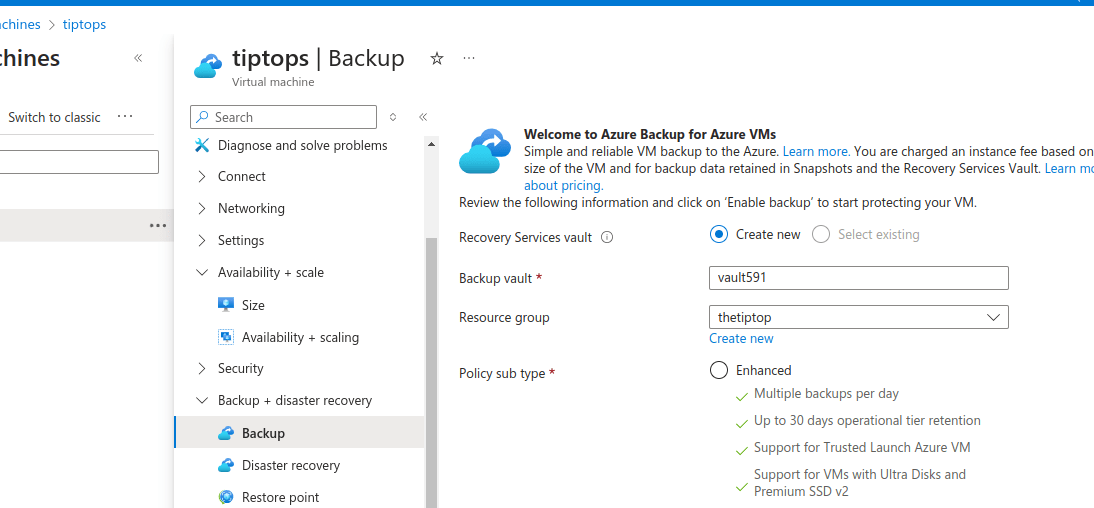 achines > tiptops
chines «
tiptops | Backup ☆ ···
Virtual machine
Switch to classic ···
Search
«
Diagnose and solve problems
Connect
Networking
Settings
Availability + scale
Size
Availability + scaling
Security
Backup + disaster recovery
Backup
Disaster recovery
Restore point
Welcome to Azure Backup for Azure VMs
Simple and reliable VM backup to the Azure. Learn more. You are charged an instance fee based on
size of the VM and for backup data retained in Snapshots and the Recovery Services Vault. Learn mo
about pricing.
Review the following information and click on 'Enable backup' to start protecting your VM.
Recovery Services vault
Create new
Select existing
Backup vault *
vault591
Resource group
thetiptop
Create new
Policy sub type *
Enhanced
Multiple backups per day
Up to 30 days operational tier retention
Support for Trusted Launch Azure VM
Support for VMs with Ultra Disks and
Premium SSD v2